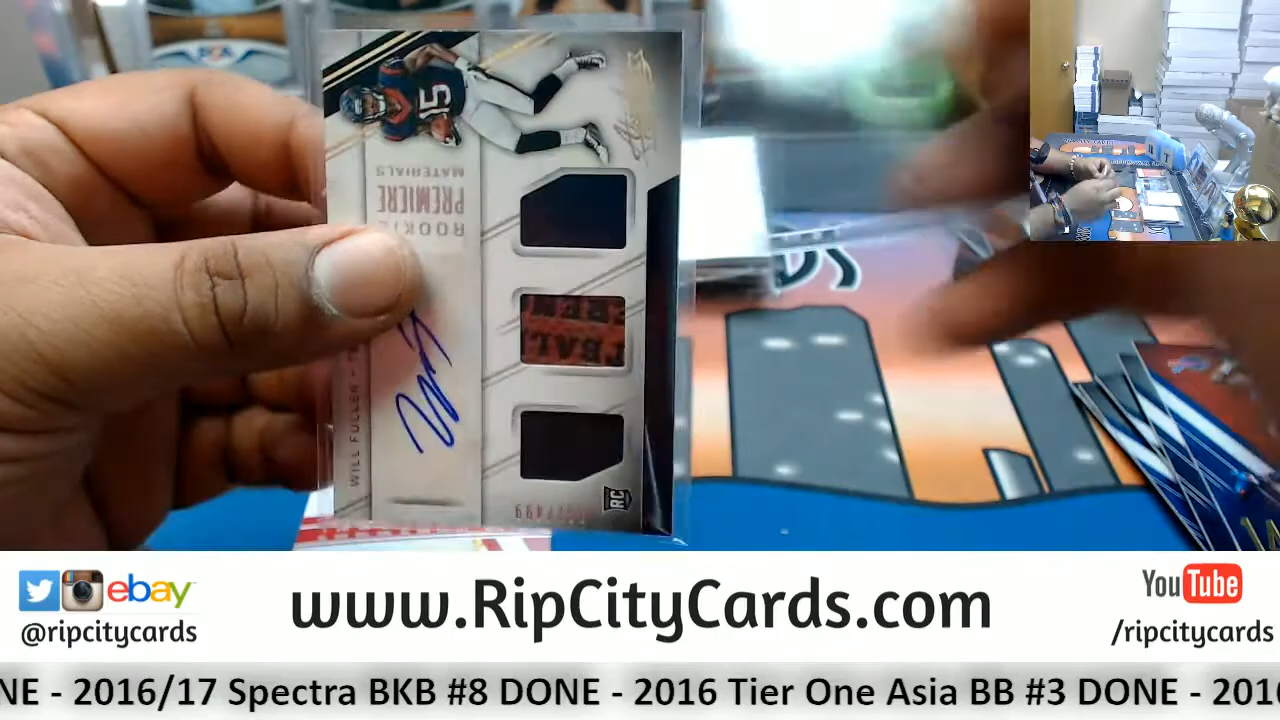 15
ROOKIE
PREMIERE
MATERIALS
WILL FULLER
/499
RC
ebay
@ripcitycards
www.RipCityCards.com
YouTube
/ripcitycards
NE - 2016/17 Spectra BKB #8 DONE - 2016 Tier One Asia BB #3 DONE - 201